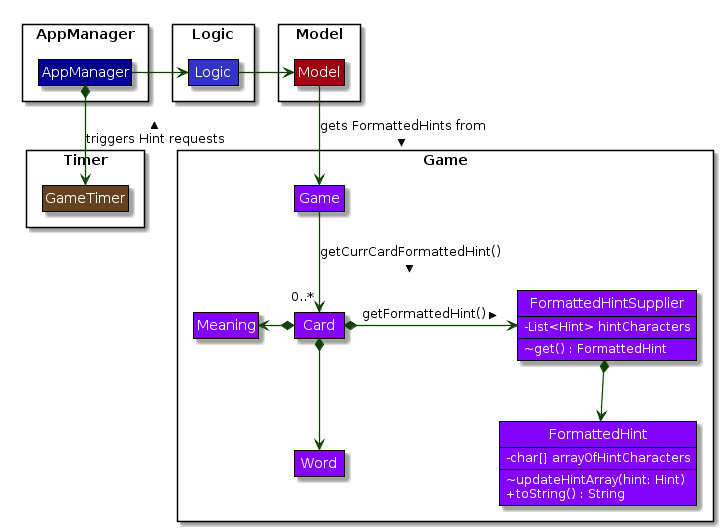 AppManager
Logic
Model
AppManager
Logic
Model
gets FormattedHints from
▼
▲
triggers Hint requests
Timer
Game
GameTimer
Game
getCurrCardFormattedHint()
▼
0..*
getFormattedHint() ▶
FormattedHintSupplier
-List<Hint> hintCharacters
~get() : FormattedHint
Meaning
Card
FormattedHint
-char[] arrayOfHintCharacters
~updateHintArray(hint: Hint)
+toString() : String
Word